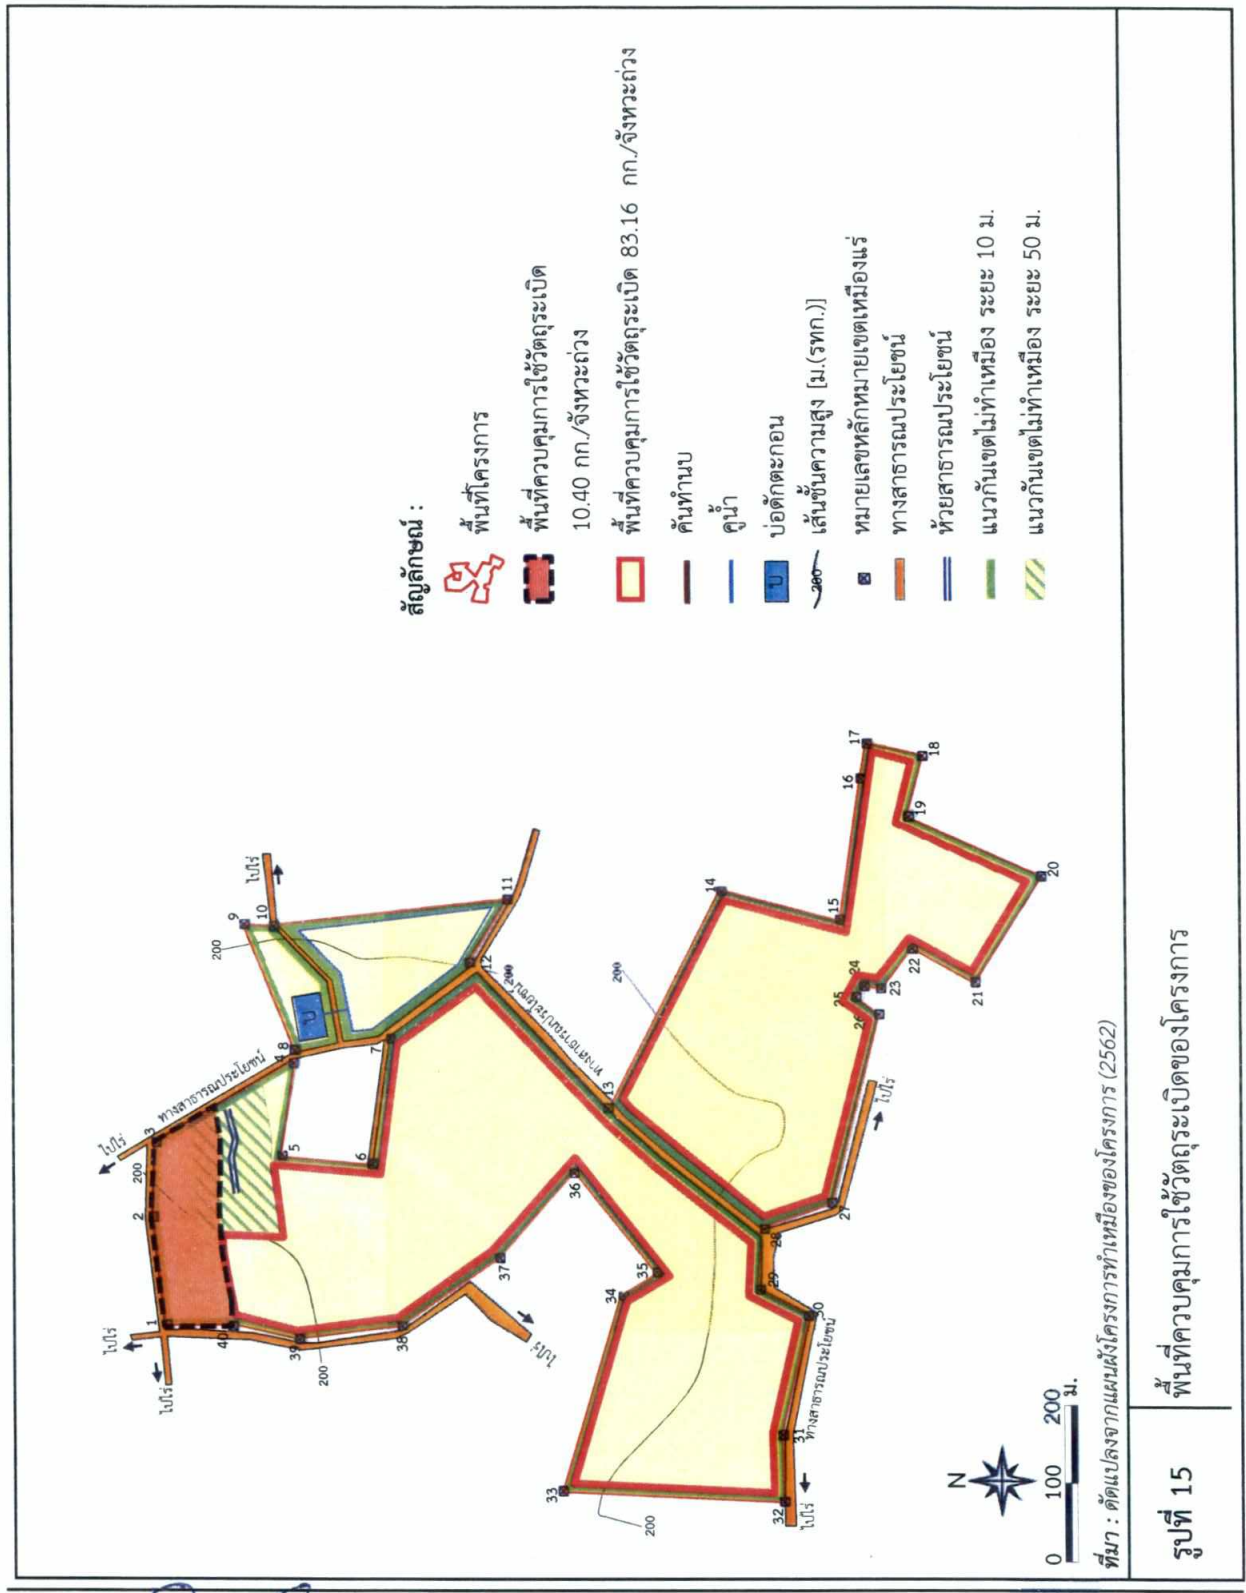 สัญลักษณ์ :
พื้นที่โครงการ
พื้นที่ควบคุมการใช้วัตถุระเบิด
10.40 กก./จังหวะถ่วง
พื้นที่ควบคุมการใช้วัตถุระเบิด 83.16 กก./จังหวะถ่วง
คันทำนบ
คูน้ำ
บ
บ่อดักตะกอน
200
เส้นชั้นความสูง [ม.(รทก.)]
หมายเลขหลักหมายเขตเหมืองแร่
ทางสาธารณประโยชน์
ห้วยสาธารณประโยชน์
แนวกันเขตไม่ทำเหมือง ระยะ 10 ม.
แนวกันเขตไม่ทำเหมือง ระยะ 50 ม.
ไปไร่
ไปไร่
ไปไร่
ไปไร่
ไปไร่
ไปไร่
ไปไร่
ทางสาธารณประโยชน์
ทางสาธารณประโยชน์
ทางสาธารณประโยชน์
บ
200
200
200
200
200
200
1
2
3
4
5
6
7
8
9
10
11
12
13
14
15
16
17
18
19
20
21
22
23
24
25
26
27
28
29
30
31
32
33
34
35
36
37
38
39
40
N
0 100 200
ม.
ที่มา : ดัดแปลงจากแผนผังโครงการทำเหมืองของโครงการ (2562)
รูปที่ 15
พื้นที่ควบคุมการใช้วัตถุระเบิดของโครงการ